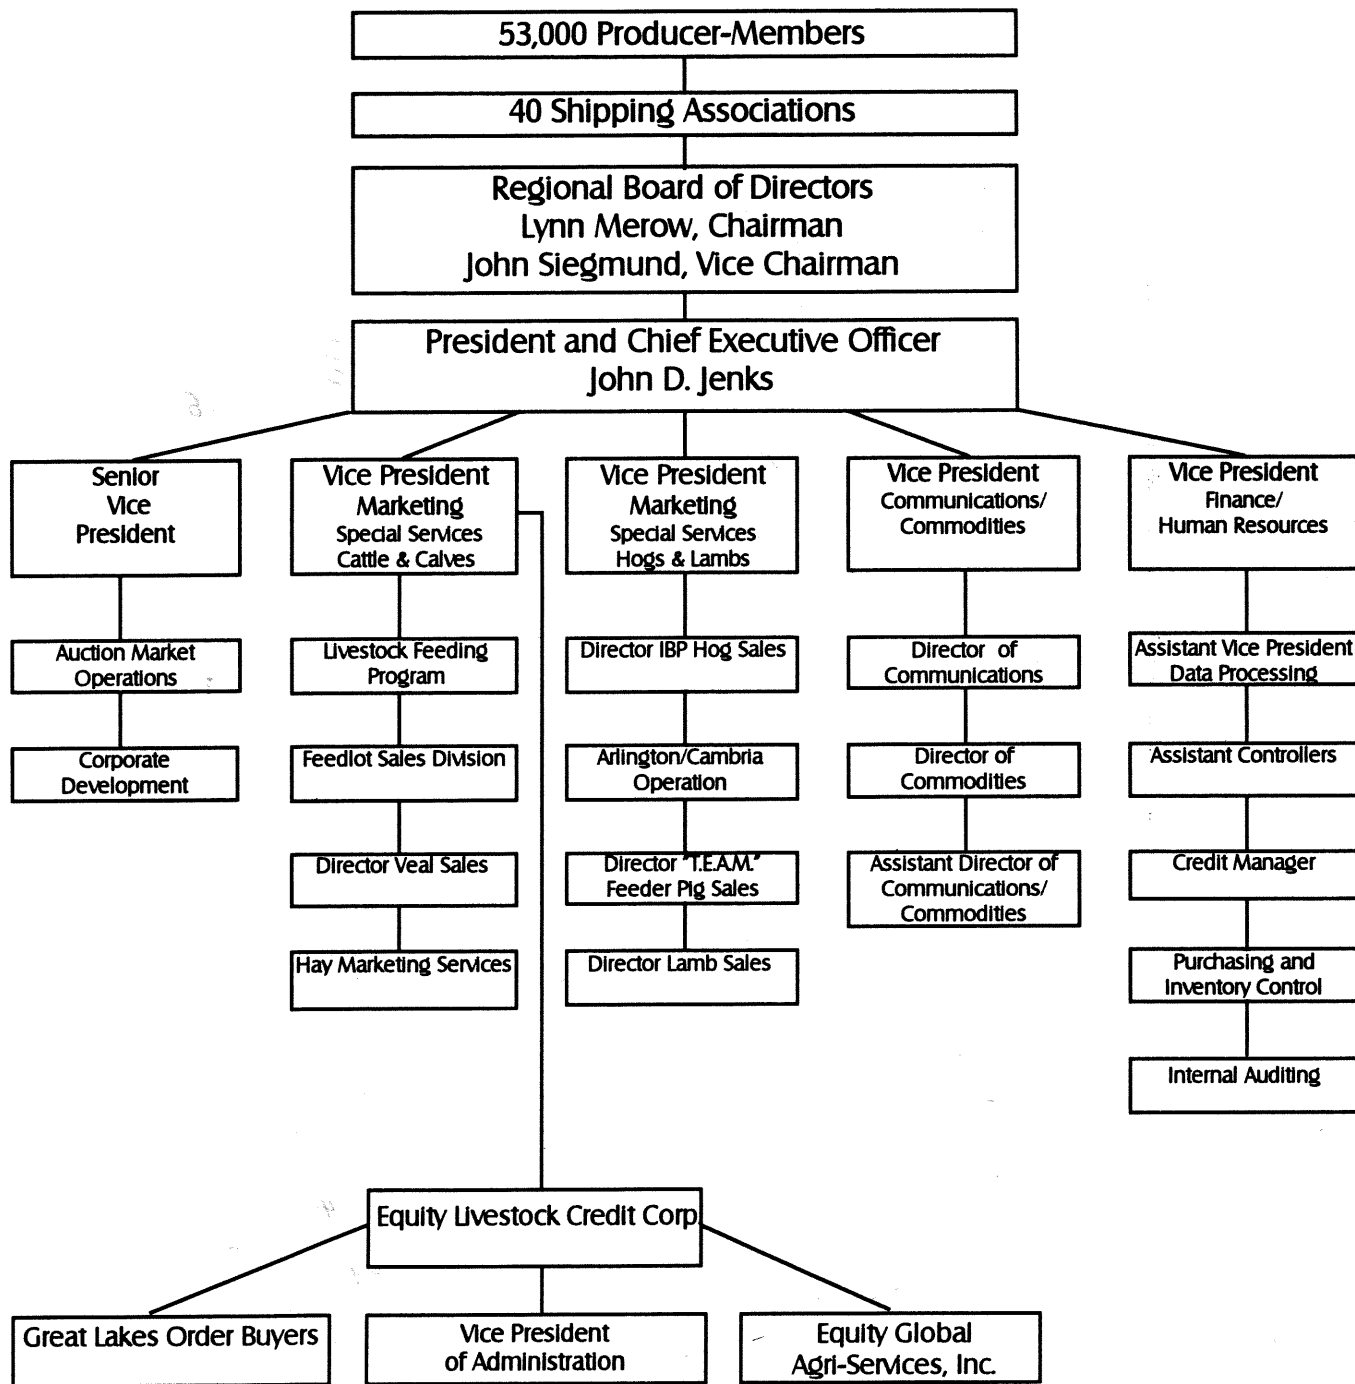 53,000 Producer-Members
40 Shipping Associations
Regional Board of Directors
Lynn Merow, Chairman
John Siegmund, Vice Chairman
President and Chief Executive Officer
John D. Jenks
Senior
Vice
President
Auction Market
Operations
Corporate
Development
Vice President
Marketing
Special Services
Cattle & Calves
Livestock Feeding
Program
Feedlot Sales Division
Director Veal Sales
Hay Marketing Services
Vice President
Marketing
Special Services
Hogs & Lambs
Director IBP Hog Sales
Arlington/Cambria
Operation
Director "T.E.A.M."
Feeder Pig Sales
Director Lamb Sales
Vice President
Communications/
Commodities
Director of
Communications
Director of
Commodities
Assistant Director of
Communications/
Commodities
Vice President
Finance/
Human Resources
Assistant Vice President
Data Processing
Assistant Controllers
Credit Manager
Purchasing and
Inventory Control
Internal Auditing
Equity Livestock Credit Corp.
Great Lakes Order Buyers
Vice President
of Administration
Equity Global
Agri-Services, Inc.